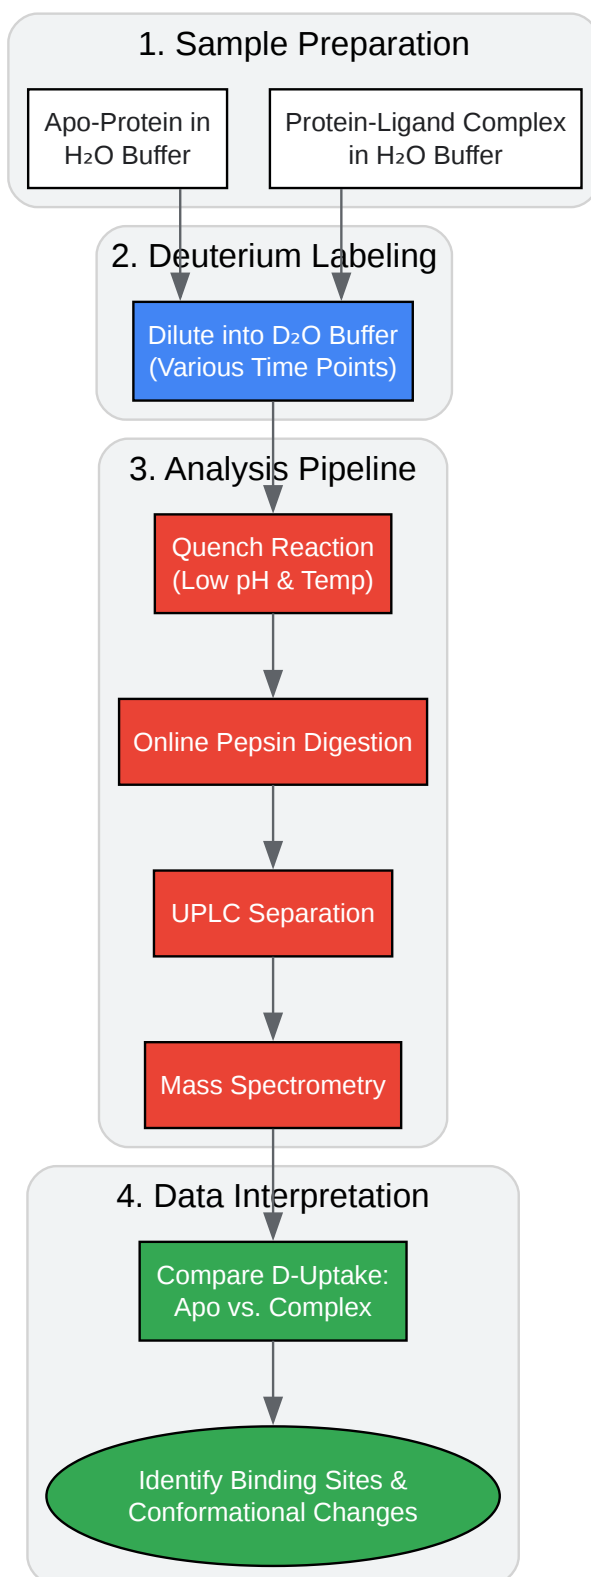 1. Sample Preparation
Apo-Protein in
H₂O Buffer
Protein-Ligand Complex
in H₂O Buffer
2. Deuterium Labeling
Dilute into D₂O Buffer
(Various Time Points)
3. Analysis Pipeline
Quench Reaction
(Low pH & Temp)
Online Pepsin Digestion
UPLC Separation
Mass Spectrometry
4. Data Interpretation
Compare D-Uptake:
Apo vs. Complex
Identify Binding Sites &
Conformational Changes